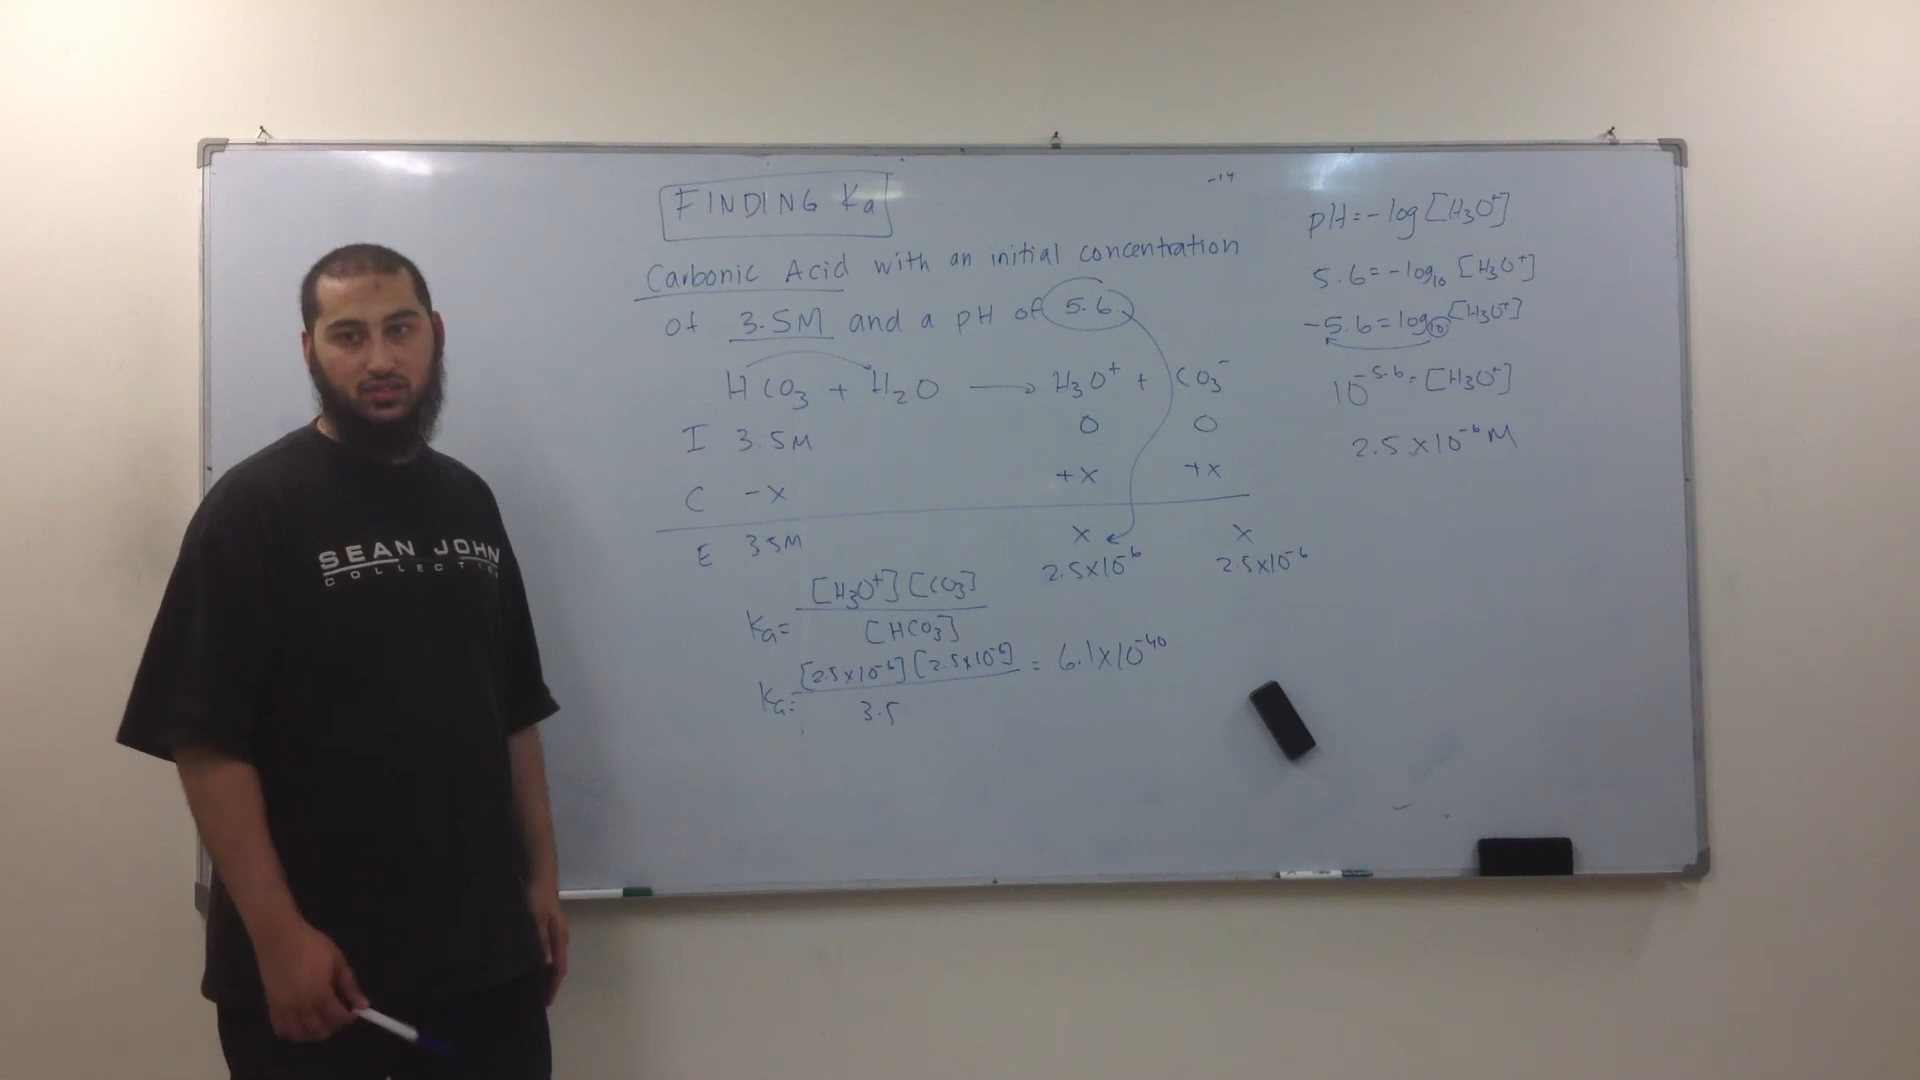 SEAN JOHN
COLLECTION
FINDING Ka
-14
Carbonic Acid with an initial concentration
of 3.5M and a pH of 5.6
HCO3 + H2O → H3O+ + CO3-
I 3.5M 0 0
C -x +x +x
E 3.5M x x
2.5x10-6 2.5x10-6
Ka= [H3O+][CO3] / [HCO3-]
Ka= [2.5x10-6][2.5x10-6] / 3.5 = 6.1x10-40
pH=-log[H3O+]
5.6=-log10 [H3O+]
-5.6=log10[H3O+]
10-5.6=[H3O+]
2.5x10-6M